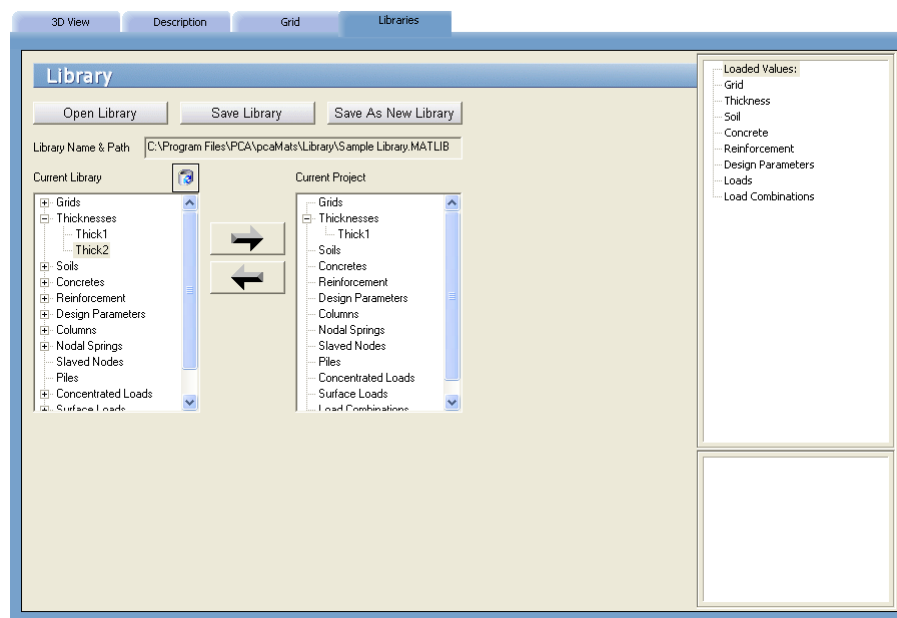 3D View
Description
Grid
Libraries
Library
Open Library
Save Library
Save As New Library
Library Name & Path
C:\Program Files\PCA\pcaMats\Library\Sample Library.MATLIB
Current Library
Grids
Thicknesses
Thick1
Thick2
Soils
Concretes
Reinforcement
Design Parameters
Columns
Nodal Springs
Slaved Nodes
Piles
Concentrated Loads
Surface Loads
Current Project
Grids
Thicknesses
Thick1
Soils
Concretes
Reinforcement
Design Parameters
Columns
Nodal Springs
Slaved Nodes
Piles
Concentrated Loads
Surface Loads
Load Combinations
Loaded Values:
Grid
Thickness
Soil
Concrete
Reinforcement
Design Parameters
Loads
Load Combinations